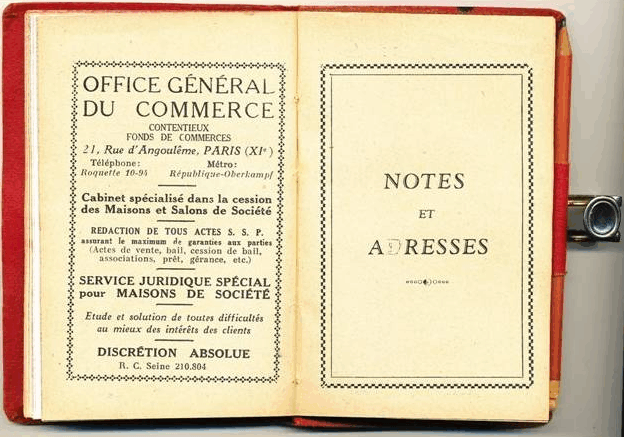 OFFICE GÉNÉRAL
DU COMMERCE
CONTENTIEUX
FONDS DE COMMERCES
21, Rue d'Angoulême, PARIS (XIe)
Téléphone: Métro:
Roquette 10-94 République-Oberkampf
Cabinet spécialisé dans la cession
des Maisons et Salons de Société
REDACTION DE TOUS ACTES S. S. P.
assurant le maximum de garanties aux parties
(Actes de vente, bail, cession de bail,
associations, prêt, gérance, etc.)
SERVICE JURIDIQUE SPÉCIAL
pour MAISONS DE SOCIÉTÉ
Etude et solution de toutes difficultés
au mieux des intérêts des clients
DISCRÉTION ABSOLUE
R. C. Seine 210.804
NOTES
ET
ADRESSES